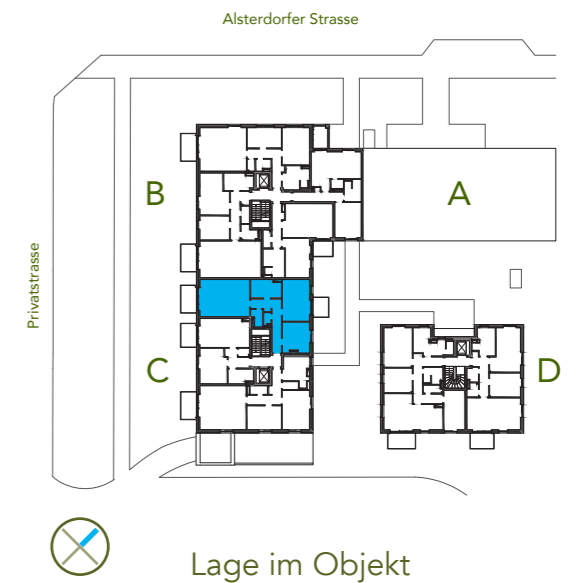 Alsterdorfer Strasse
B
A
Privatstrasse
C
D
Lage im Objekt